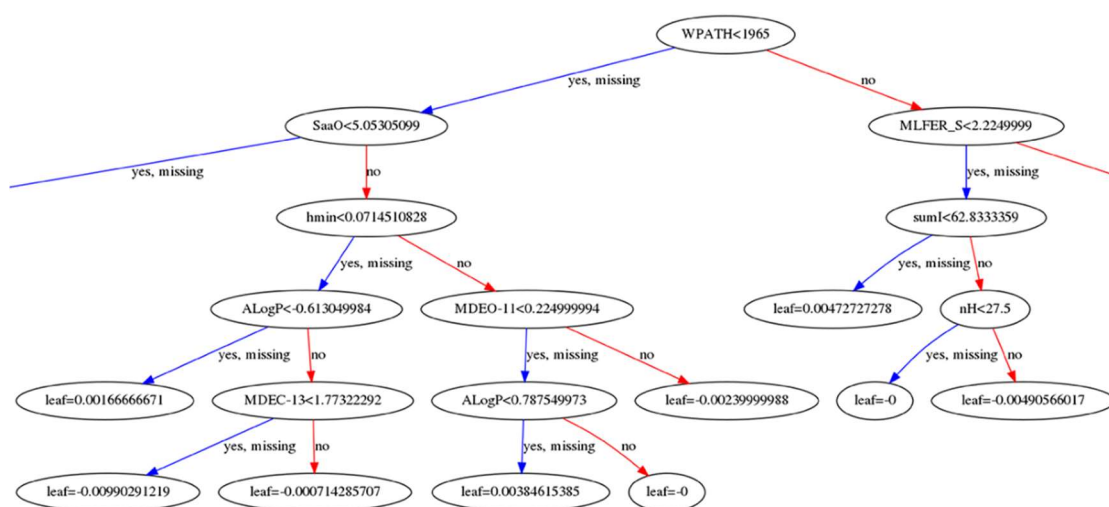 WPATH<1965
yes, missing
no
SaaO<5.05305099
MLFER_S<2.2249999
yes, missing
no
yes, missing
hmin<0.0714510828
sumI<62.8333359
yes, missing
no
yes, missing
no
ALogP<-0.613049984
MDEO-11<0.224999994
leaf=0.00472727278
nH<27.5
yes, missing
no
yes, missing
no
yes, missing
no
leaf=0.00166666671
MDEC-13<1.77322292
ALogP<0.787549973
leaf=-0.00239999988
leaf=-0
leaf=-0.00490566017
yes, missing
no
yes, missing
no
leaf=-0.00990291219
leaf=-0.000714285707
leaf=0.00384615385
leaf=-0